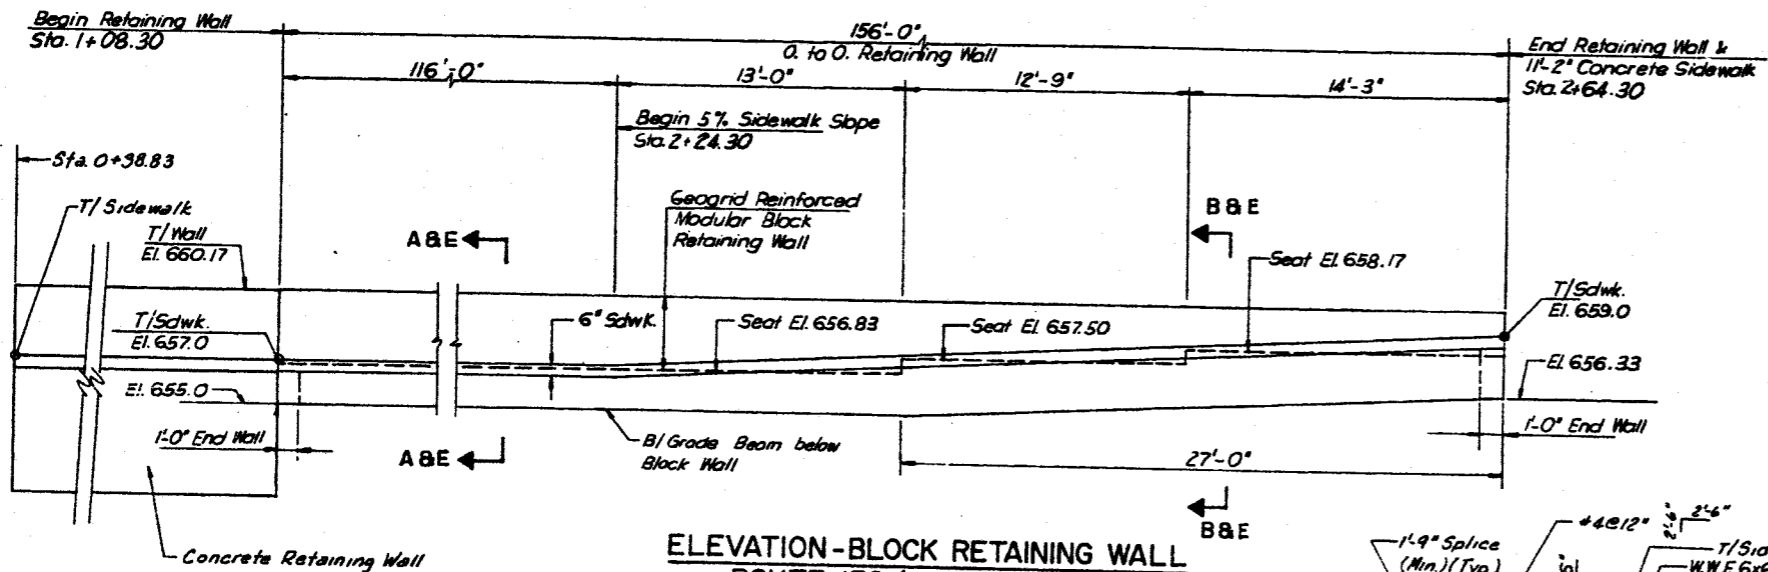 Begin Retaining Wall
Sta. 1+08.30
156'-0"
O. to O. Retaining Wall
End Retaining Wall &
11'-2" Concrete Sidewalk
Sta. 2+64.30
116'-0"
13'-0"
12'-9"
14'-3"
Begin 5% Sidewalk Slope
Sta. 2+24.30
Sta. 0+38.83
T/Sidewalk
T/Wall
El. 660.17
Geogrid Reinforced
Modular Block
Retaining Wall
A&E
B&E
Seat El. 658.17
T/Sdwk.
El. 657.0
6" Sdwk.
Seat El. 656.83
Seat El. 657.50
T/Sdwk.
El. 659.0
El. 655.0
El. 656.33
1'-0" End Wall
A&E
B/Grade Beam below
Block Wall
27'-0"
1'-0" End Wall
B&E
Concrete Retaining Wall
ELEVATION-BLOCK RETAINING WALL
1'-9" Splice
(Min.)(Typ.)
#4@12"
2'-6"
2'-6"